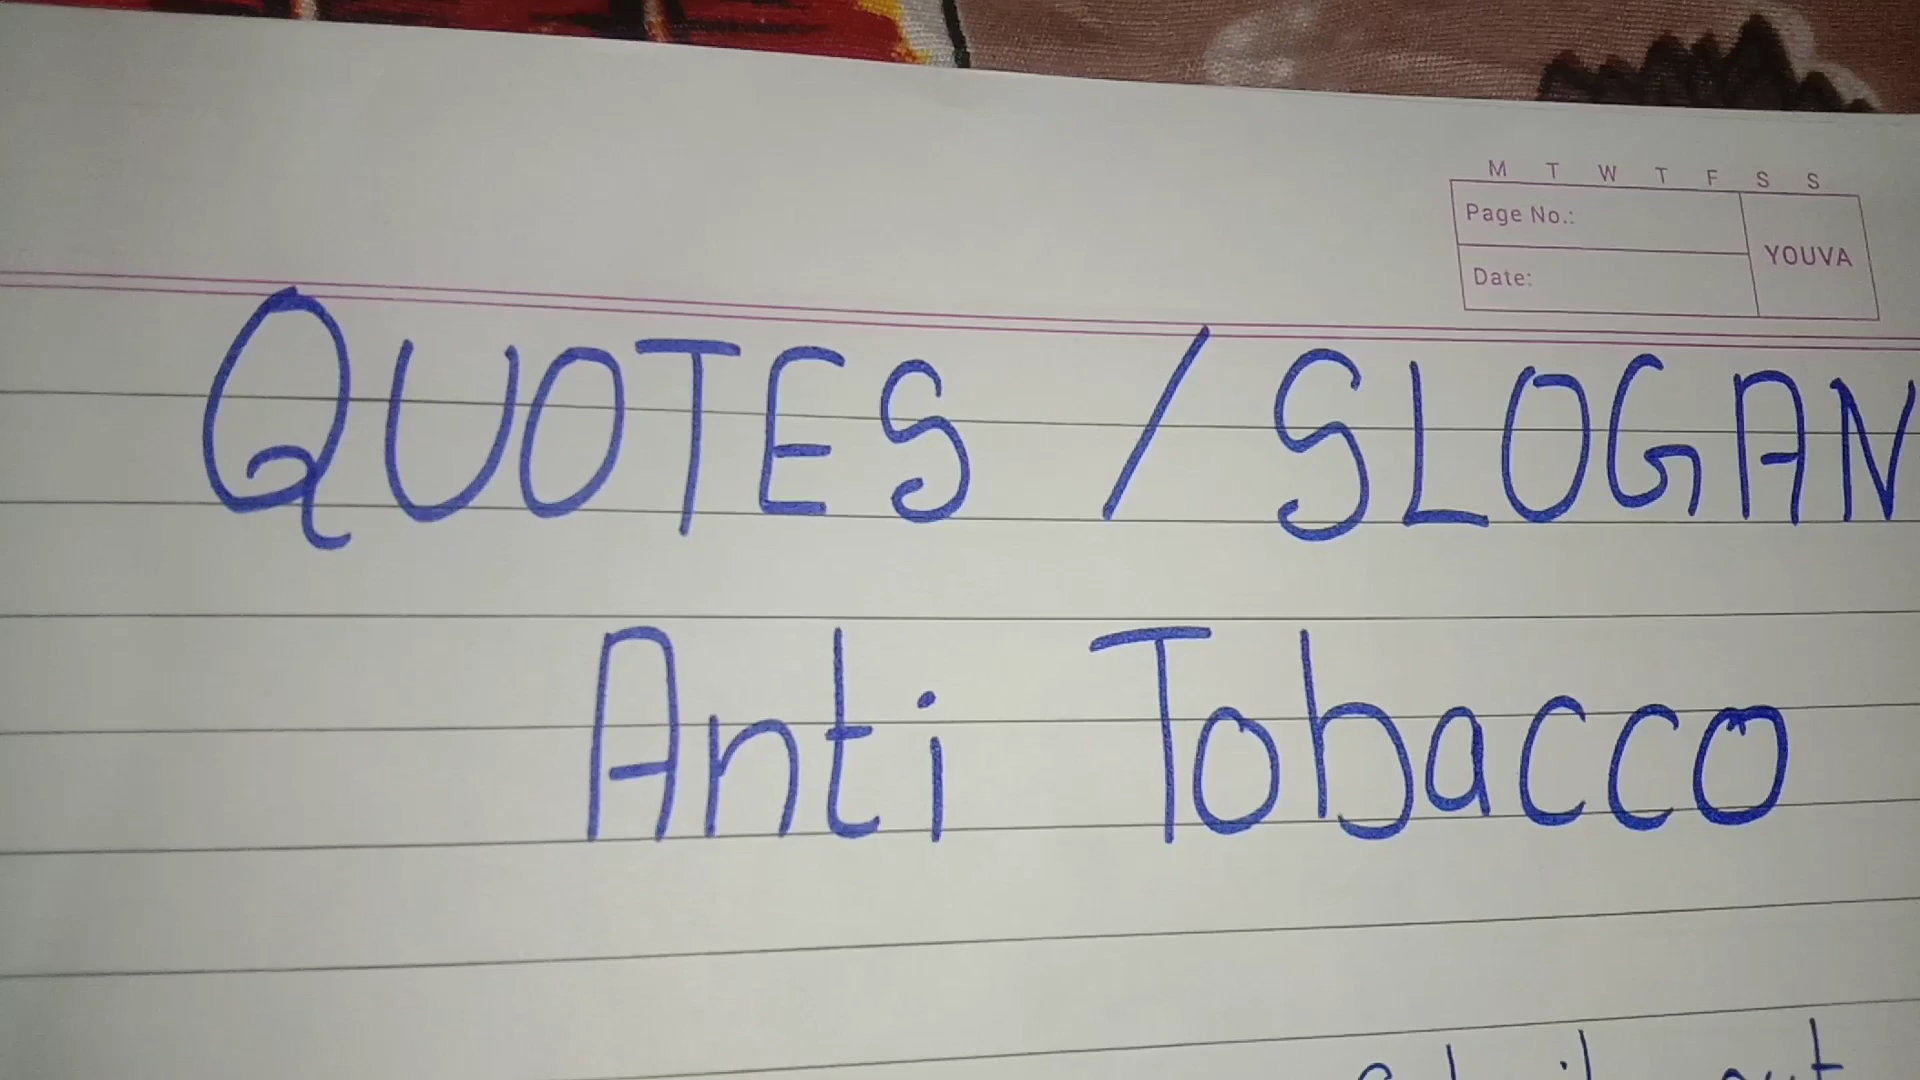 M T W T F S S
Page No.:
YOUVA
Date:
QUOTES / SLOGAN
Anti Tobacco